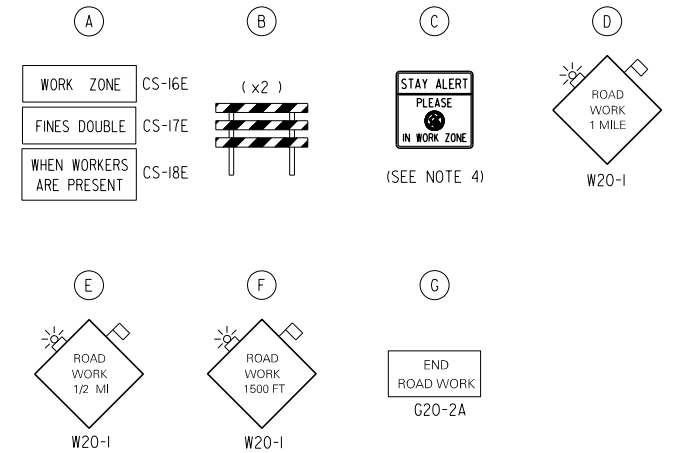 A
B
C
D
WORK ZONE
CS-16E
FINES DOUBLE
CS-17E
WHEN WORKERS
ARE PRESENT
CS-18E
( x2 )
STAY ALERT
PLEASE
IN WORK ZONE
(SEE NOTE 4)
ROAD
WORK
1 MILE
W20-1
E
F
G
ROAD
WORK
1/2 MI
W20-1
ROAD
WORK
1500 FT
W20-1
END
ROAD WORK
G20-2A